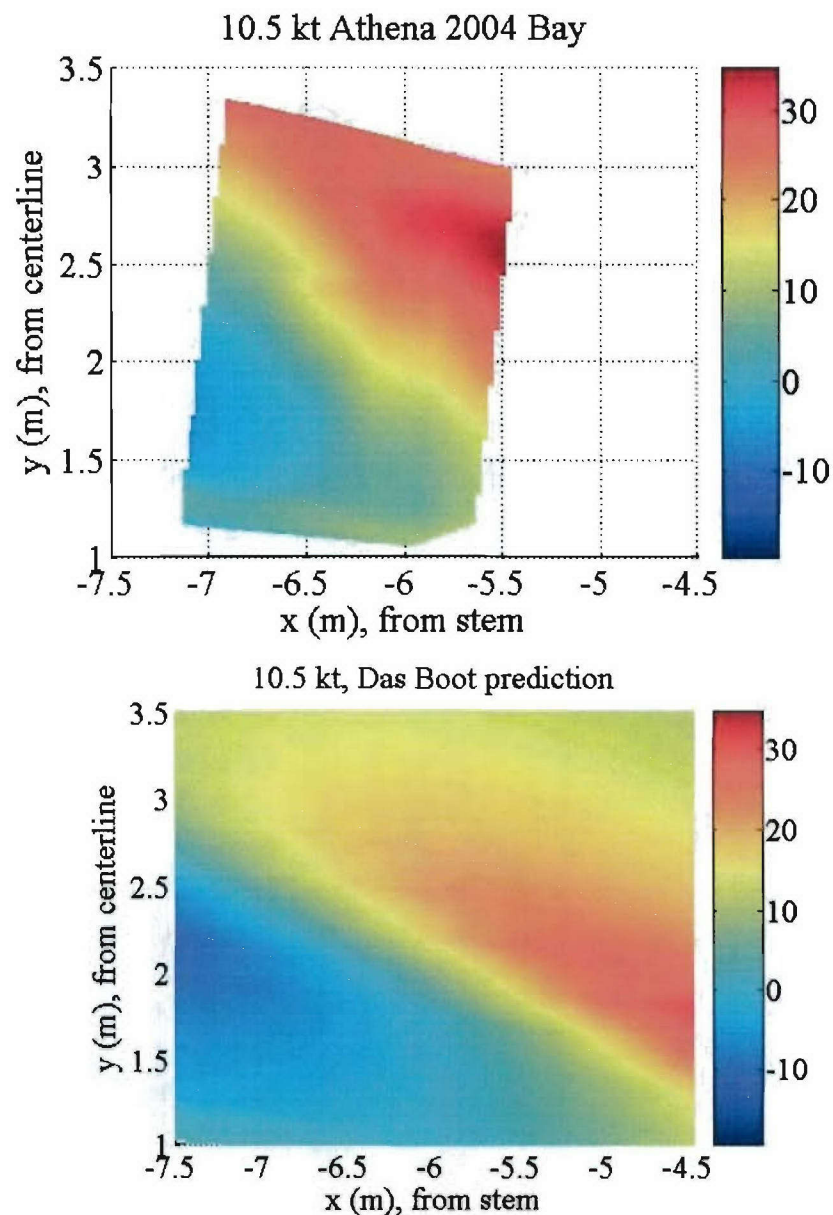 10.5 kt Athena 2004 Bay
3.5
3
2.5
2
1.5
1
y (m), from centerline
-7.5 -7 -6.5 -6 -5.5 -5 -4.5
x (m), from stem
30
20
10
0
-10
10.5 kt, Das Boot prediction
3.5
3
2.5
2
1.5
1
y (m), from centerline
-7.5 -7 -6.5 -6 -5.5 -5 -4.5
x (m), from stem
30
20
10
0
-10